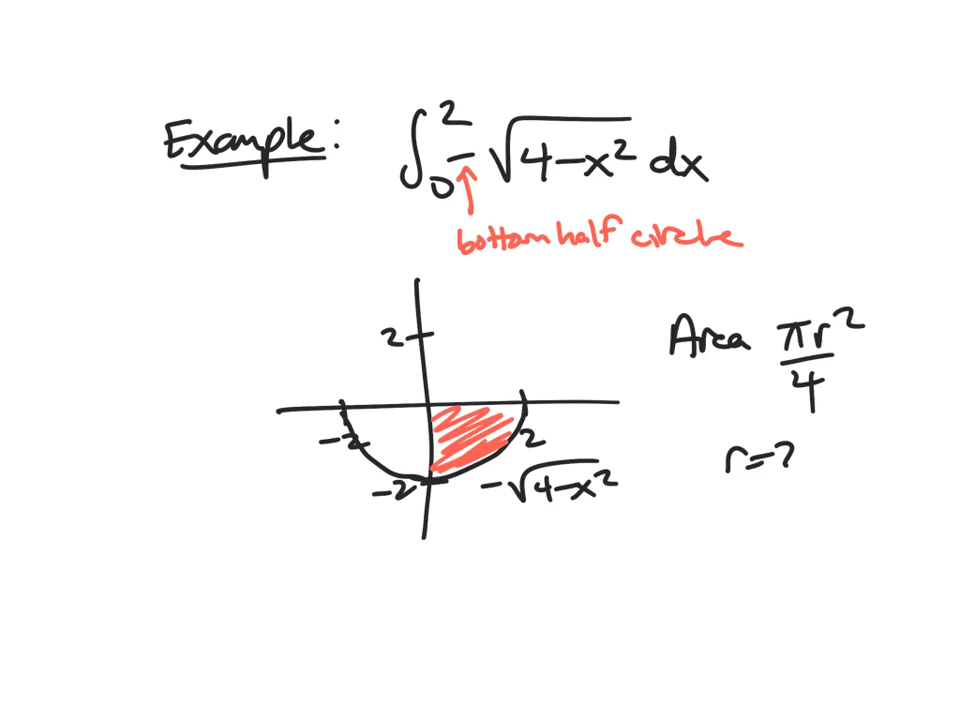 Example: ∫₀² −√(4−x²) dx
bottom half circle
2
Area πr²/4
−2
2
r=?
−2
−√(4−x²)